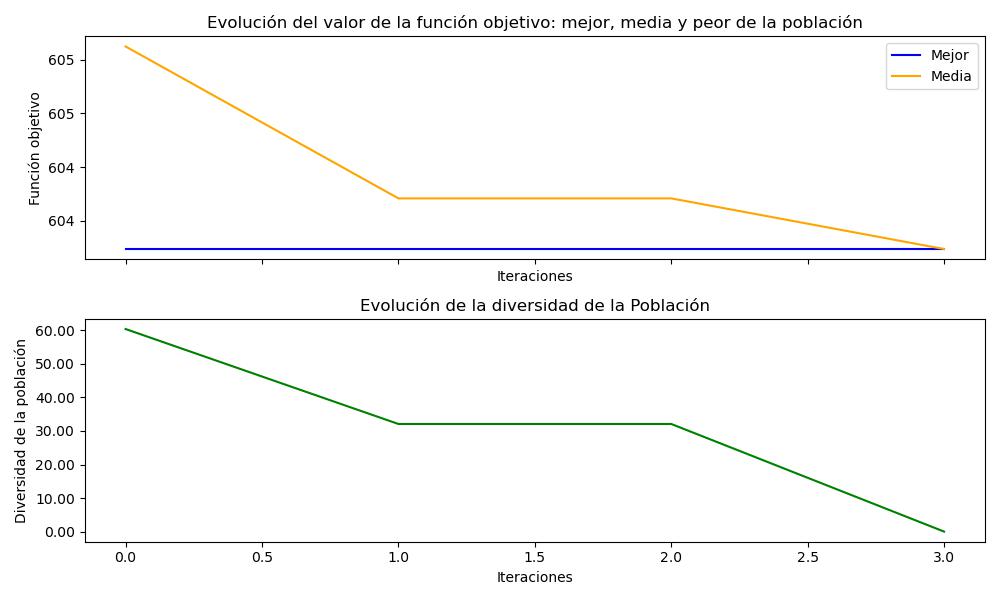 Evolución del valor de la función objetivo: mejor, media y peor de la población
Mejor
Media
605
605
604
604
Función objetivo
Iteraciones
Evolución de la diversidad de la Población
60.00
50.00
40.00
30.00
20.00
10.00
0.00
Diversidad de la población
0.0 0.5 1.0 1.5 2.0 2.5 3.0
Iteraciones